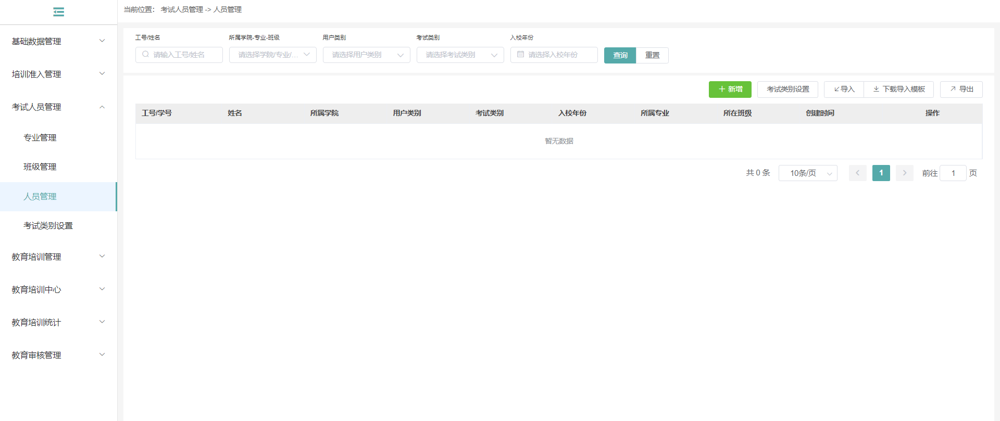 当前位置： 考试人员管理 -> 人员管理
基础数据管理
培训准入管理
考试人员管理
专业管理
班级管理
人员管理
考试类别设置
教育培训管理
教育培训中心
教育培训统计
教育审核管理
工号/姓名 所属学院-专业-班级 用户类别 考试类别 入校年份
请输入工号/姓名 请选择学院/专业/... 请选择用户类别 请选择考试类别 请选择入校年份 查询 重置
新增 考试类别设置 导入 下载导入模板 导出
工号/学号 姓名 所属学院 用户类别 考试类别 入校年份 所属专业 所在班级 创建时间 操作
暂无数据
共 0 条 10条/页 1 前往 1 页